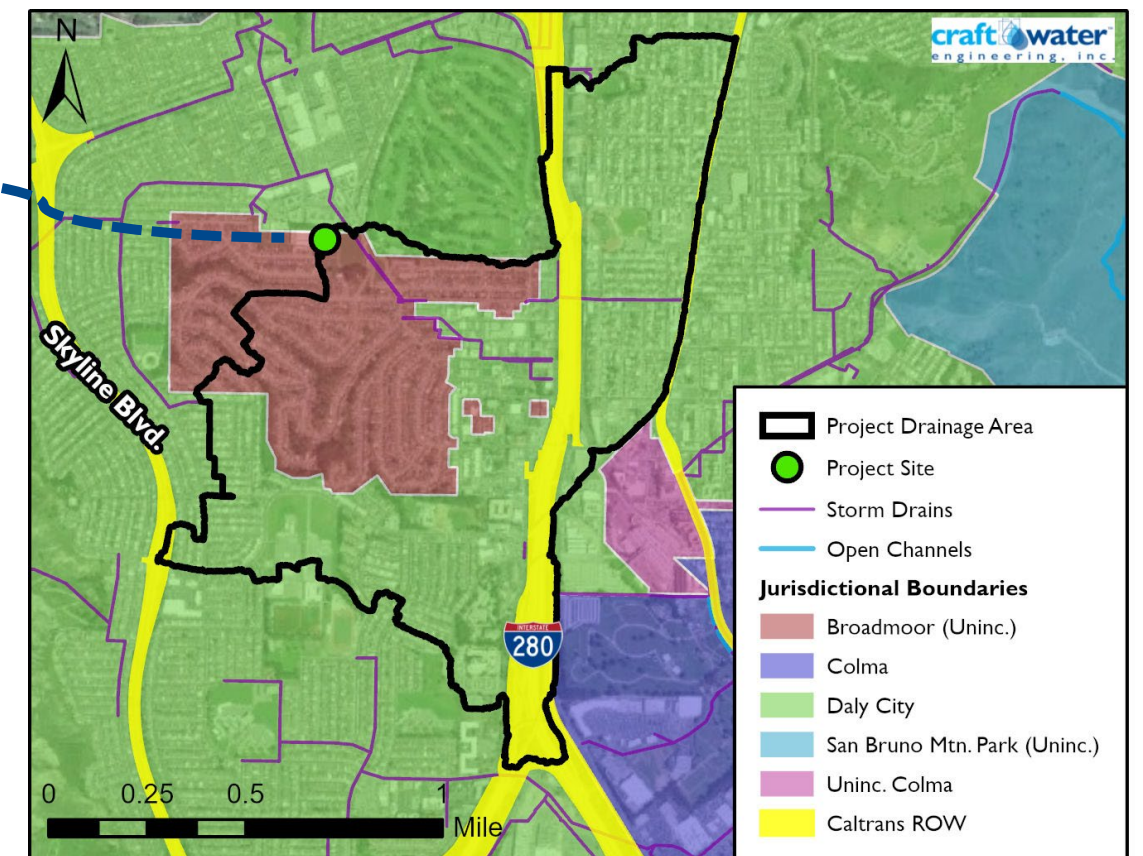 N
craft water
engineering, inc.
Skyline Blvd.
INTERSTATE
280
0 0.25 0.5 1
Mile
Project Drainage Area
Project Site
Storm Drains
Open Channels
Jurisdictional Boundaries
Broadmoor (Uninc.)
Colma
Daly City
San Bruno Mtn. Park (Uninc.)
Uninc. Colma
Caltrans ROW